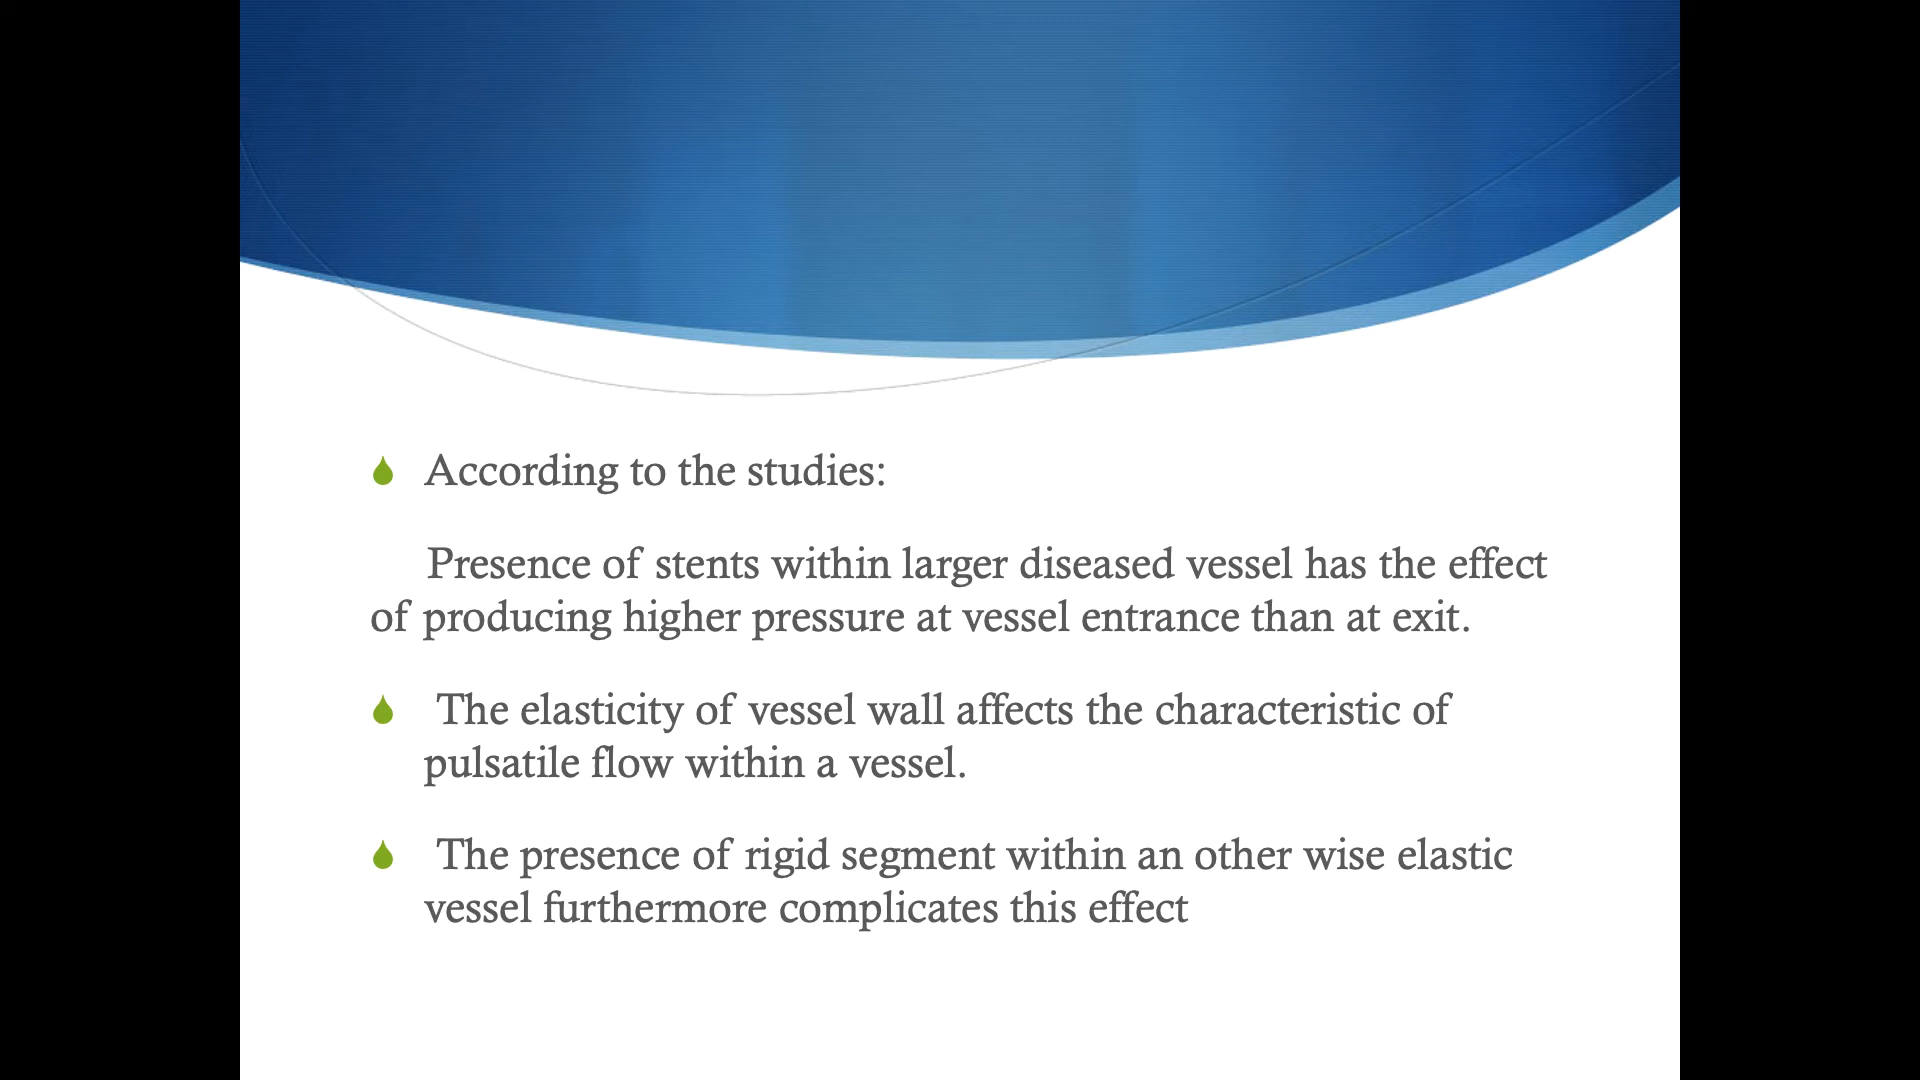 According to the studies:
Presence of stents within larger diseased vessel has the effect
of producing higher pressure at vessel entrance than at exit.
The elasticity of vessel wall affects the characteristic of
pulsatile flow within a vessel.
The presence of rigid segment within an other wise elastic
vessel furthermore complicates this effect